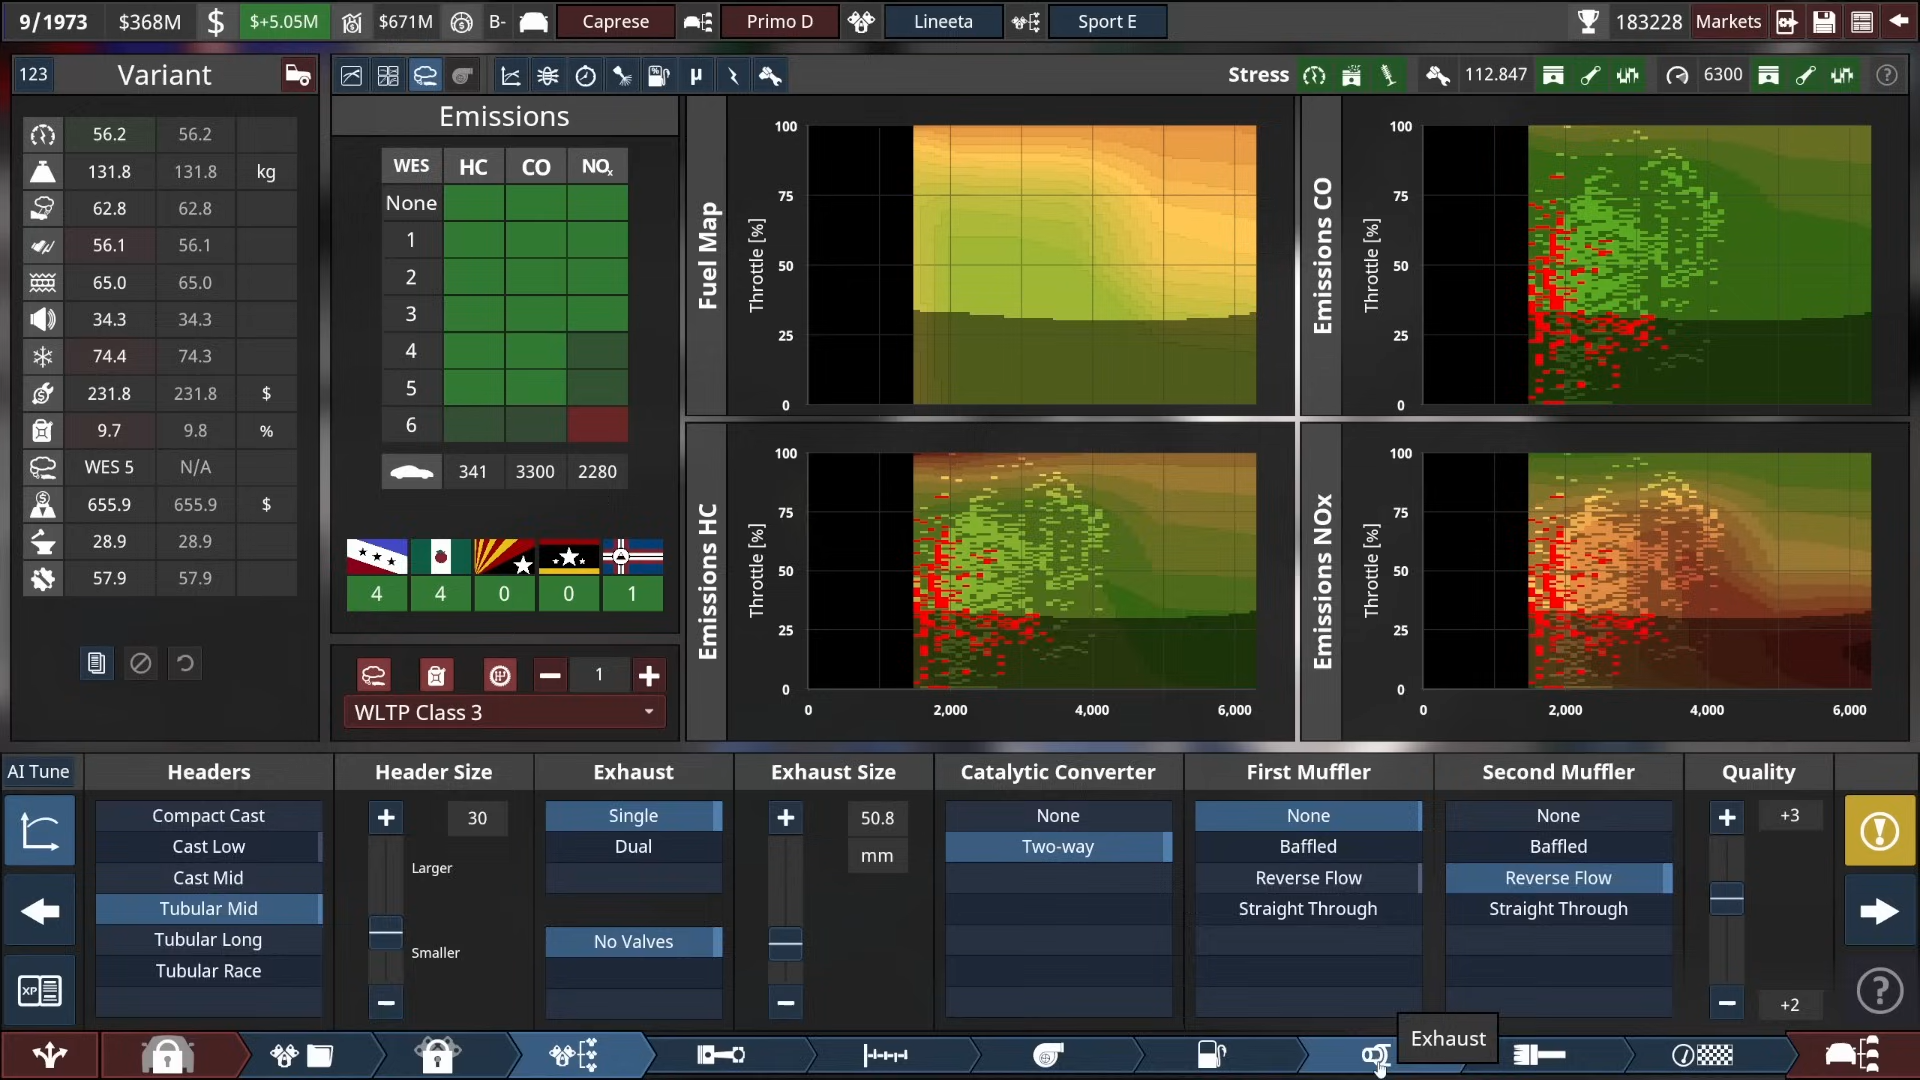 9/1973 $368M $+5.05M $671M B- Caprese Primo D Lineeta Sport E 183228 Markets
123 Variant
Stress 112.847 6300
56.2 56.2
131.8 131.8 kg
62.8 62.8
56.1 56.1
65.0 65.0
34.3 34.3
74.4 74.3
231.8 231.8 $
9.7 9.8 %
WES 5 N/A
655.9 655.9 $
28.9 28.9
57.9 57.9
Emissions
WES HC CO NOx
None
1
2
3
4
5
6
341 3300 2280
4 4 0 0 1
1
WLTP Class 3
Fuel Map
Throttle [%]
100
75
50
25
0
Emissions CO
Throttle [%]
100
75
50
25
0
Emissions HC
Throttle [%]
100
75
50
25
0
0 2,000 4,000 6,000
Emissions NOx
Throttle [%]
100
75
50
25
0
0 2,000 4,000 6,000
AI Tune
XP
Headers
Compact Cast
Cast Low
Cast Mid
Tubular Mid
Tubular Long
Tubular Race
Header Size
30
Larger
Smaller
Exhaust
Single
Dual
No Valves
Exhaust Size
50.8
mm
Catalytic Converter
None
Two-way
First Muffler
None
Baffled
Reverse Flow
Straight Through
Second Muffler
None
Baffled
Reverse Flow
Straight Through
Quality
+3
+2
Exhaust